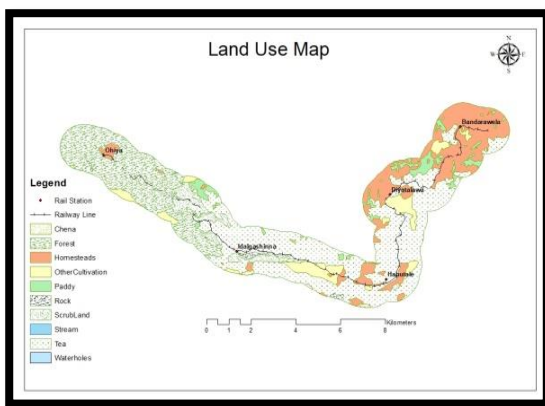 Land Use Map
N
W E
S
Bandarawela
Ohiya
Diyatalawa
Idalgashinna
Haputale
Legend
Rail Station
Railway Line
Chena
Forest
Homesteads
OtherCultivation
Paddy
Rock
ScrubLand
Stream
Tea
Waterholes
Kilometers
0 1 2 4 6 8